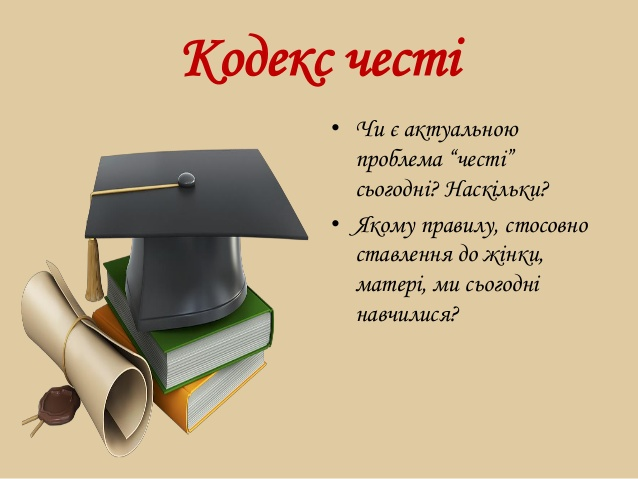 Кодекс честі
• Чи є актуальною
проблема “честі”
сьогодні? Наскільки?
• Якому правилу, стосовно
ставлення до жінки,
матері, ми сьогодні
навчилися?